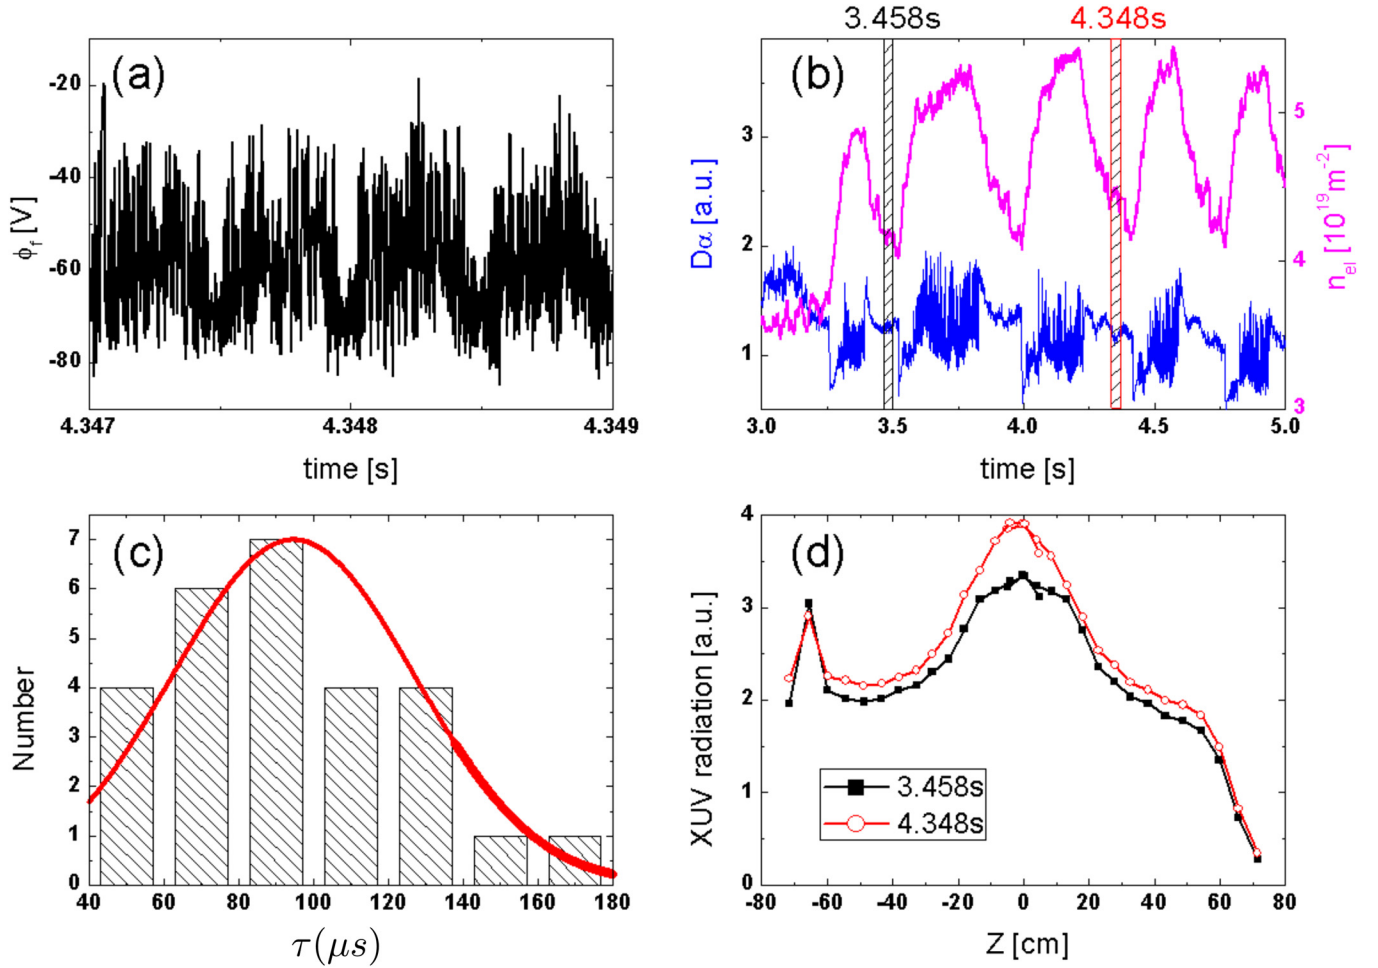 3.458s 4.348s
(a)
-20
-40
-60
-80
ϕf [V]
4.347 4.348 4.349
time [s]
(b)
3
2
1
Dα [a.u.]
5
4
3
nel [10^19 m^-2]
3.0 3.5 4.0 4.5 5.0
time [s]
(c)
7
6
5
4
3
2
1
0
Number
40 60 80 100 120 140 160 180
τ(μs)
(d)
4
3
2
1
0
XUV radiation [a.u.]
3.458s
4.348s
-80 -60 -40 -20 0 20 40 60 80
Z [cm]